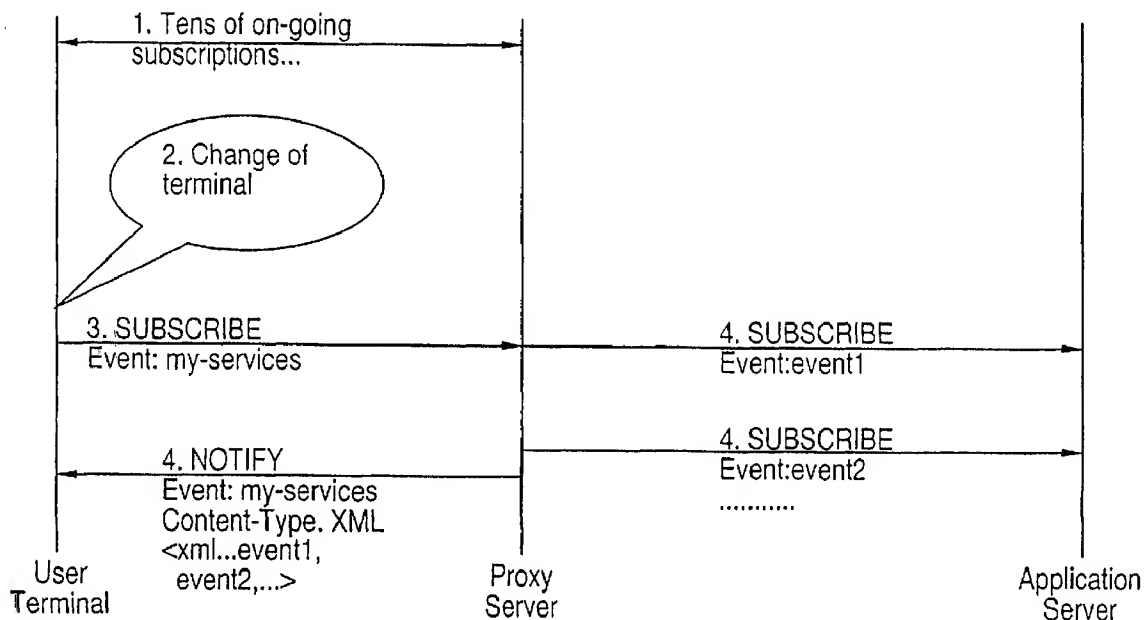 1. Tens of on-going
subscriptions...
2. Change of
terminal
3. SUBSCRIBE
Event: my-services
4. SUBSCRIBE
Event:event1
4. SUBSCRIBE
Event:event2
...........
4. NOTIFY
Event: my-services
Content-Type. XML
<xml...event1,
event2,...>
User
Terminal
Proxy
Server
Application
Server